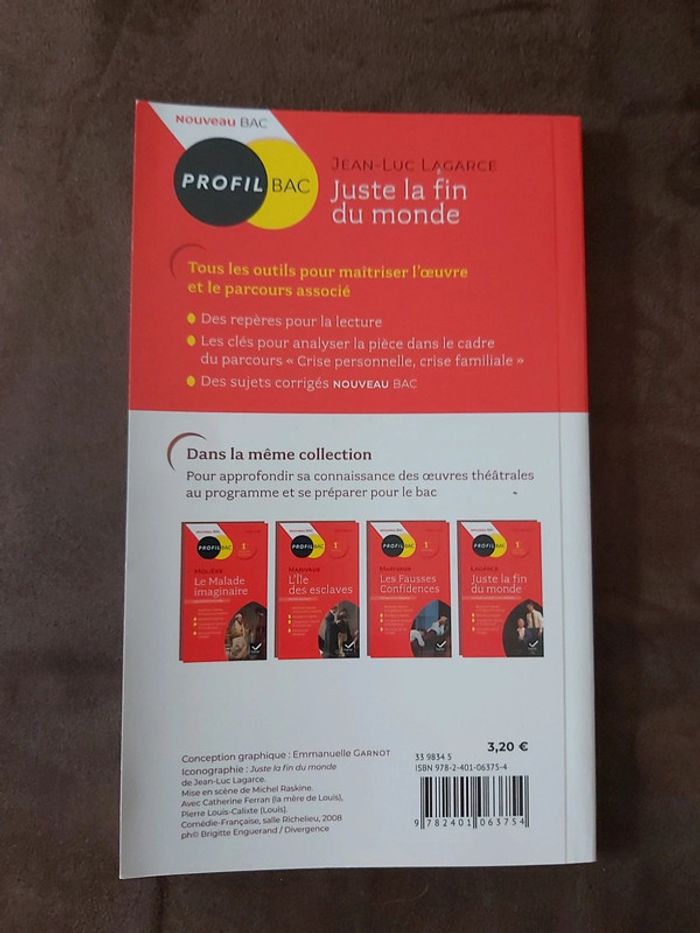 Nouveau BAC
PROFIL BAC
Jean-Luc Lagarce
Juste la fin
du monde
Tous les outils pour maîtriser l'œuvre
et le parcours associé
Des repères pour la lecture
Les clés pour analyser la pièce dans le cadre
du parcours « Crise personnelle, crise familiale »
Des sujets corrigés NOUVEAU BAC
Dans la même collection
Pour approfondir sa connaissance des œuvres théâtrales
au programme et se préparer pour le bac
PROFIL BAC
Molière
Le Malade
imaginaire
PROFIL BAC
Marivaux
L'Île
des esclaves
PROFIL BAC
Marivaux
Les Fausses
Confidences
PROFIL BAC
Lagarce
Juste la fin
du monde
Conception graphique : Emmanuelle Garnot
Iconographie : Juste la fin du monde
de Jean-Luc Lagarce.
Mise en scène de Michel Raskine.
Avec Catherine Ferran (la mère de Louis),
Pierre Louis-Calixte (Louis).
Comédie-Française, salle Richelieu, 2008
ph© Brigitte Enguerand / Divergence
33 9834 5
3,20 €
ISBN 978-2-401-06375-4
9 782401 063754